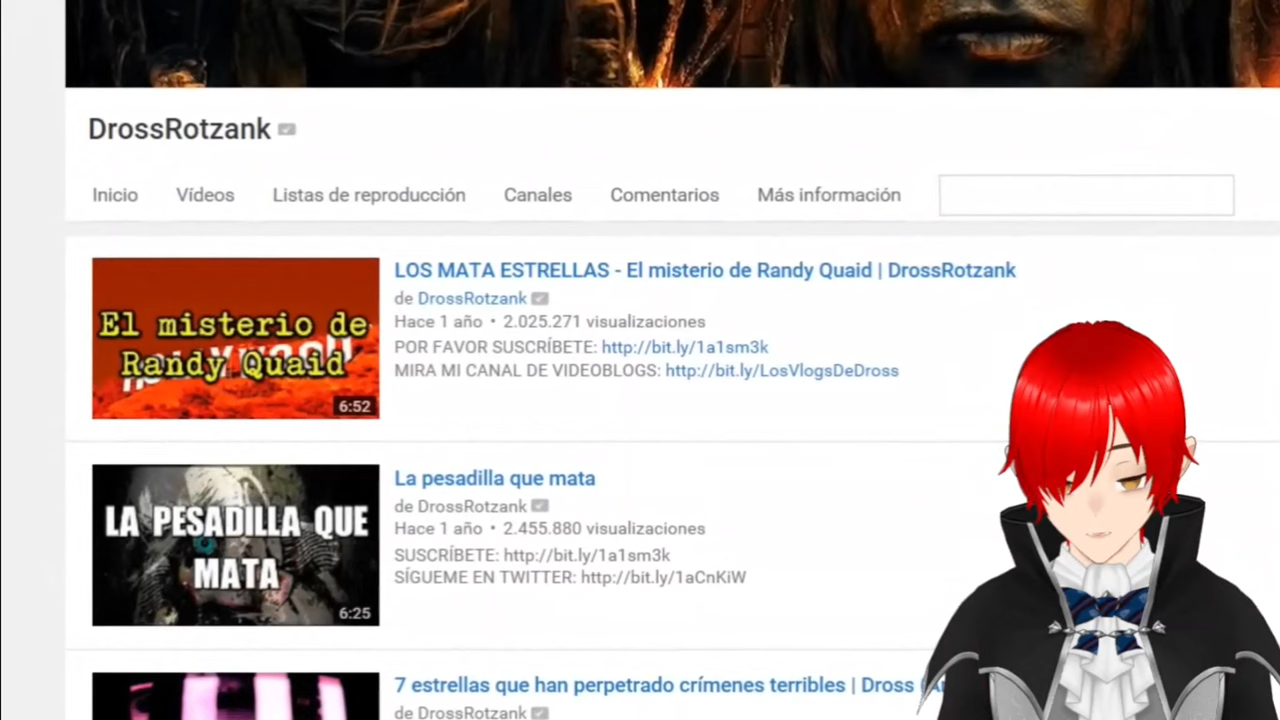 DrossRotzank
Inicio Vídeos Listas de reproducción Canales Comentarios Más información
El misterio de
Randy Quaid
6:52
LOS MATA ESTRELLAS - El misterio de Randy Quaid | DrossRotzank
de DrossRotzank
Hace 1 año • 2.025.271 visualizaciones
POR FAVOR SUSCRÍBETE: http://bit.ly/1a1sm3k
MIRA MI CANAL DE VIDEOBLOGS: http://bit.ly/LosVlogsDeDross
LA PESADILLA QUE
MATA
6:25
La pesadilla que mata
de DrossRotzank
Hace 1 año • 2.455.880 visualizaciones
SUSCRÍBETE: http://bit.ly/1a1sm3k
SÍGUEME EN TWITTER: http://bit.ly/1aCnKiW
7 estrellas que han perpetrado crímenes terribles | Dross
de DrossRotzank